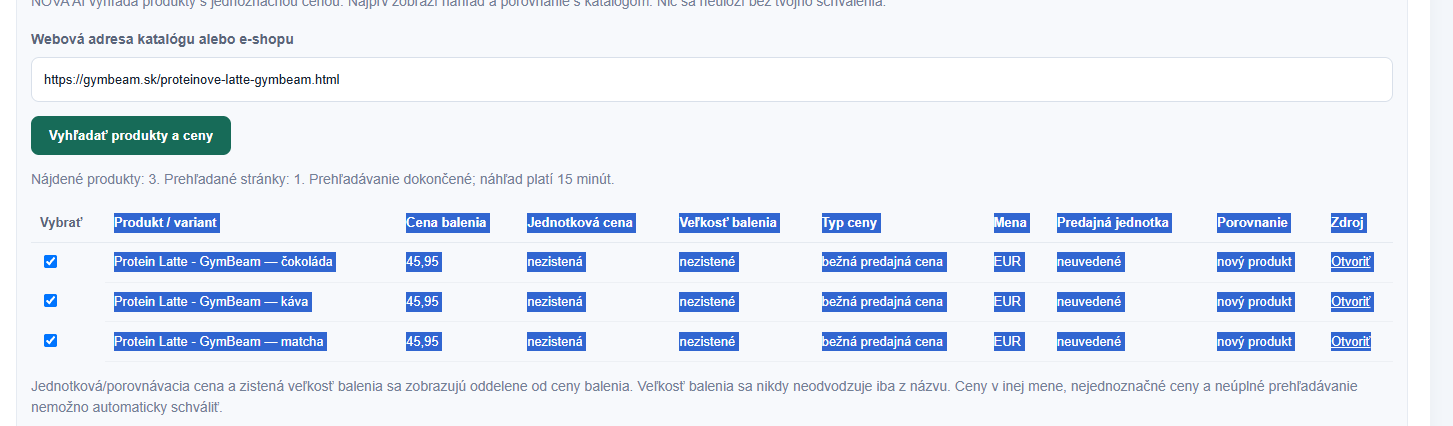 NOVA AI vyhľadá produkty s jednoznačnou cenou. Najprv zobrazí náhľad a porovnanie s katalógom. Nič sa neuloží bez tvojho schválenia.
Webová adresa katalógu alebo e-shopu
https://gymbeam.sk/proteinove-latte-gymbeam.html
Vyhľadať produkty a ceny
Nájdené produkty: 3. Prehľadané stránky: 1. Prehľadávanie dokončené; náhľad platí 15 minút.
Vybrať Produkt / variant Cena balenia Jednotková cena Veľkosť balenia Typ ceny Mena Predajná jednotka Porovnanie Zdroj
Protein Latte - GymBeam — čokoláda 45,95 nezistená nezistené bežná predajná cena EUR neuvedené nový produkt Otvoriť
Protein Latte - GymBeam — káva 45,95 nezistená nezistené bežná predajná cena EUR neuvedené nový produkt Otvoriť
Protein Latte - GymBeam — matcha 45,95 nezistená nezistené bežná predajná cena EUR neuvedené nový produkt Otvoriť
Jednotková/porovnávacia cena a zistená veľkosť balenia sa zobrazujú oddelene od ceny balenia. Veľkosť balenia sa nikdy neodvodzuje iba z názvu. Ceny v inej mene, nejednoznačné ceny a neúplné prehľadávanie
nemožno automaticky schváliť.